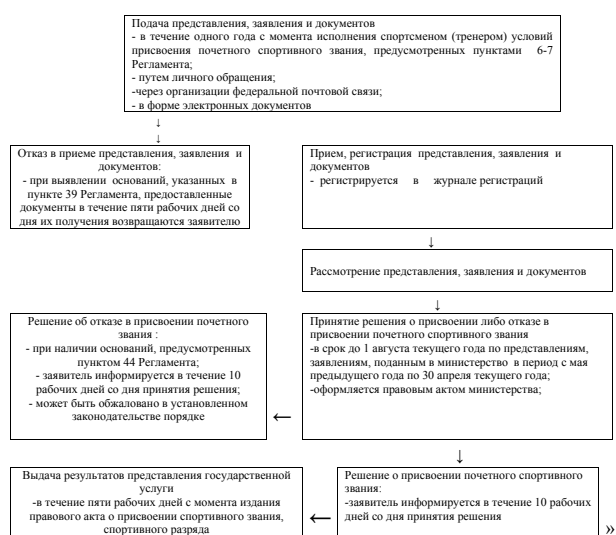 Подача представления, заявления и документы
- в течение одного года с момента исполнения спортсменом (тренером) условий
присвоения почетного спортивного звания, предусмотренных пунктами 6-7
Регламента;
- путем личного обращения;
-через организации федеральной почтовой связи;
- в форме электронных документов
↓
↓
Отказ в приеме представления, заявления и
документы:
- при выявлении оснований, указанных в
пункте 39 Регламента, предоставленные
документы в течение пяти рабочих дней со
дня их получения возвращаются заявителю
Прием, регистрация представления, заявления и
документов
- регистрируется в журнале регистраций
↓
Рассмотрение представления, заявления и документов
↓
Решение об отказе в присвоении почетного
звания :
- при наличии оснований, предусмотренных
пунктом 44 Регламента;
- заявитель информируется в течение 10
рабочих дней со дня принятия решения;
- может быть обжаловано в установленном
законодательстве порядке
←
Принятие решения о присвоении либо отказе в
присвоении почетного спортивного звания
-в срок до 1 августа текущего года по представлениям,
заявлениям, поданным в министерство в период с мая
предыдущего года по 30 апреля текущего года;
-оформляется правовым актом министерства;
↓
Выдача результатов представления государственной
услуги
-в течение пяти рабочих дней с момента издания
правового акта о присвоении спортивного звания,
спортивного разряда
←
Решение о присвоении почетного спортивного
звания:
-заявитель информируется в течение 10 рабочих
дней со дня принятия решения
»